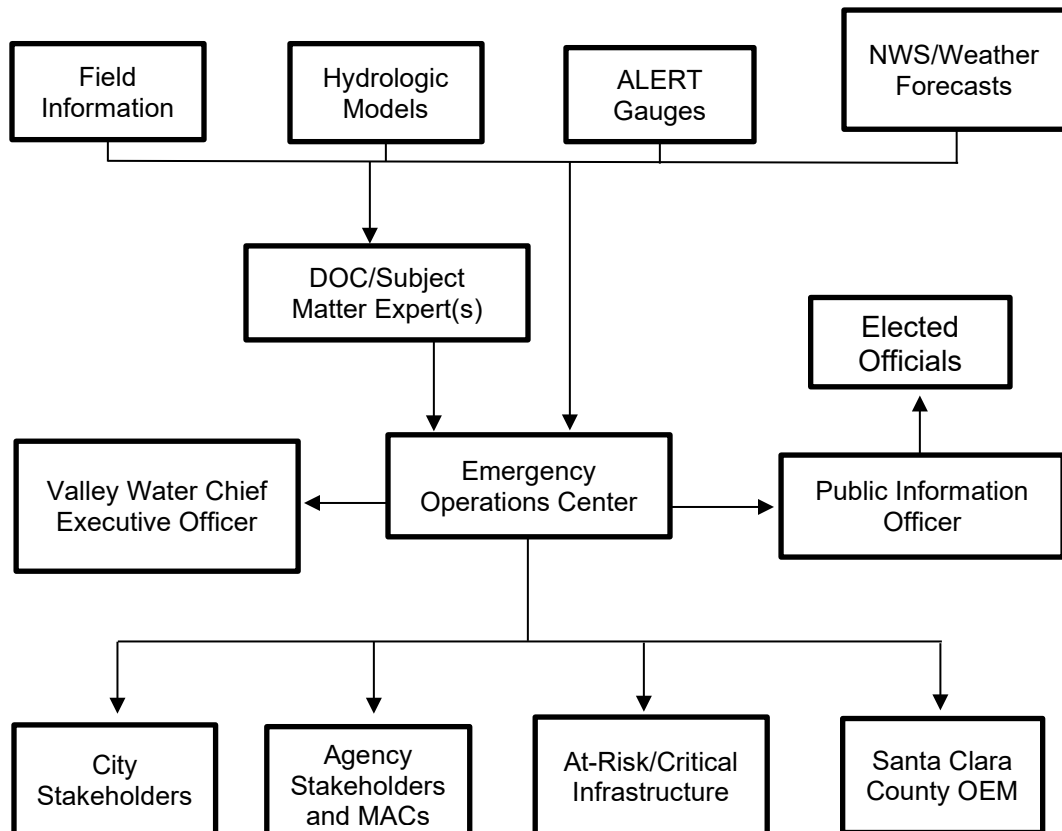 Field
Information
Hydrologic
Models
ALERT
Gauges
NWS/Weather
Forecasts
DOC/Subject
Matter Expert(s)
Elected
Officials
Valley Water Chief
Executive Officer
Emergency
Operations Center
Public Information
Officer
City
Stakeholders
Agency
Stakeholders
and MACs
At-Risk/Critical
Infrastructure
Santa Clara
County OEM